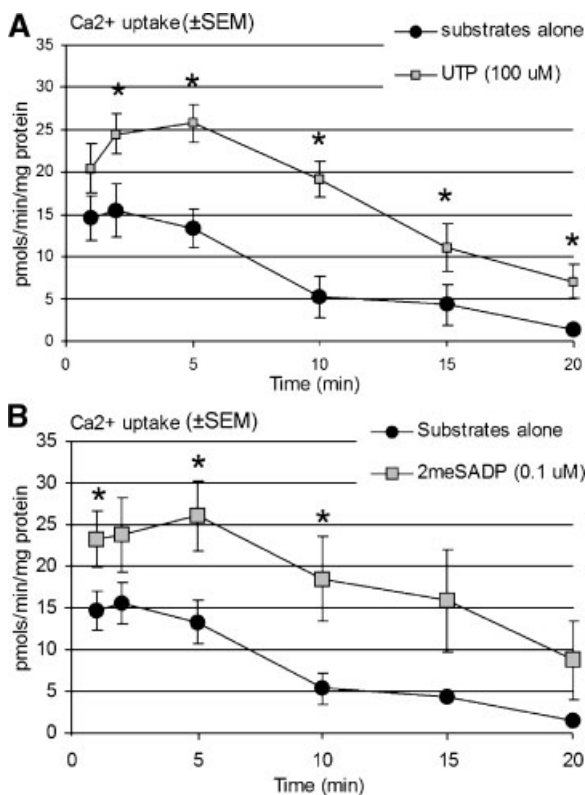 A
Ca2+ uptake (±SEM)
substrates alone
UTP (100 uM)
pmols/min/mg protein
35
30
25
20
15
10
5
0
* * * * *
0 5 10 15 20
Time (min)
B
Ca2+ uptake (±SEM)
Substrates alone
2meSADP (0.1 uM)
pmols/min/mg protein
35
30
25
20
15
10
5
0
* * *
0 5 10 15 20
Time (min)